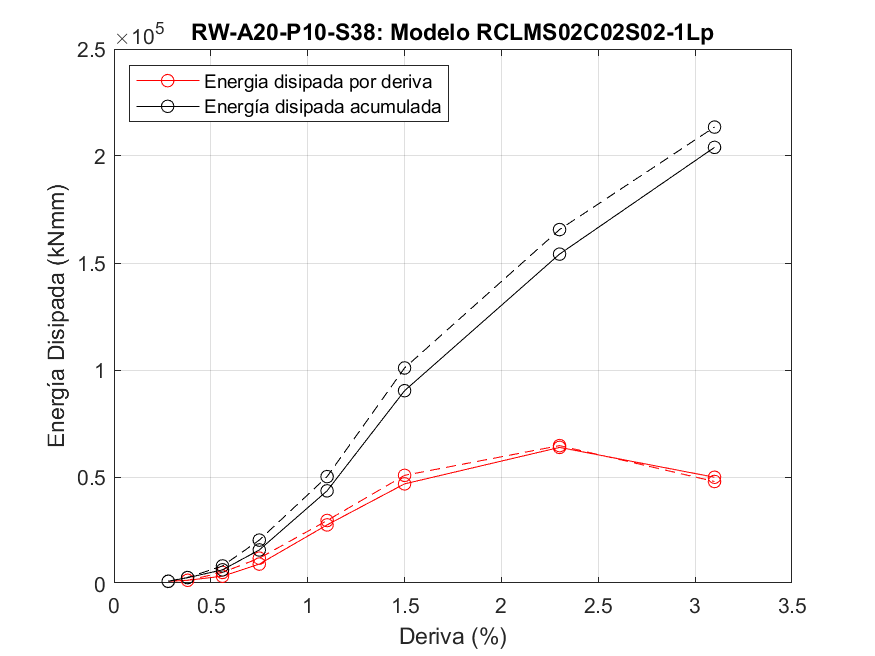 RW-A20-P10-S38: Modelo RCLMS02C02S02-1Lp
×10⁵
2.5
2
1.5
1
0.5
0
Energia disipada por deriva
Energía disipada acumulada
Energía Disipada (kNmm)
0 0.5 1 1.5 2 2.5 3 3.5
Deriva (%)